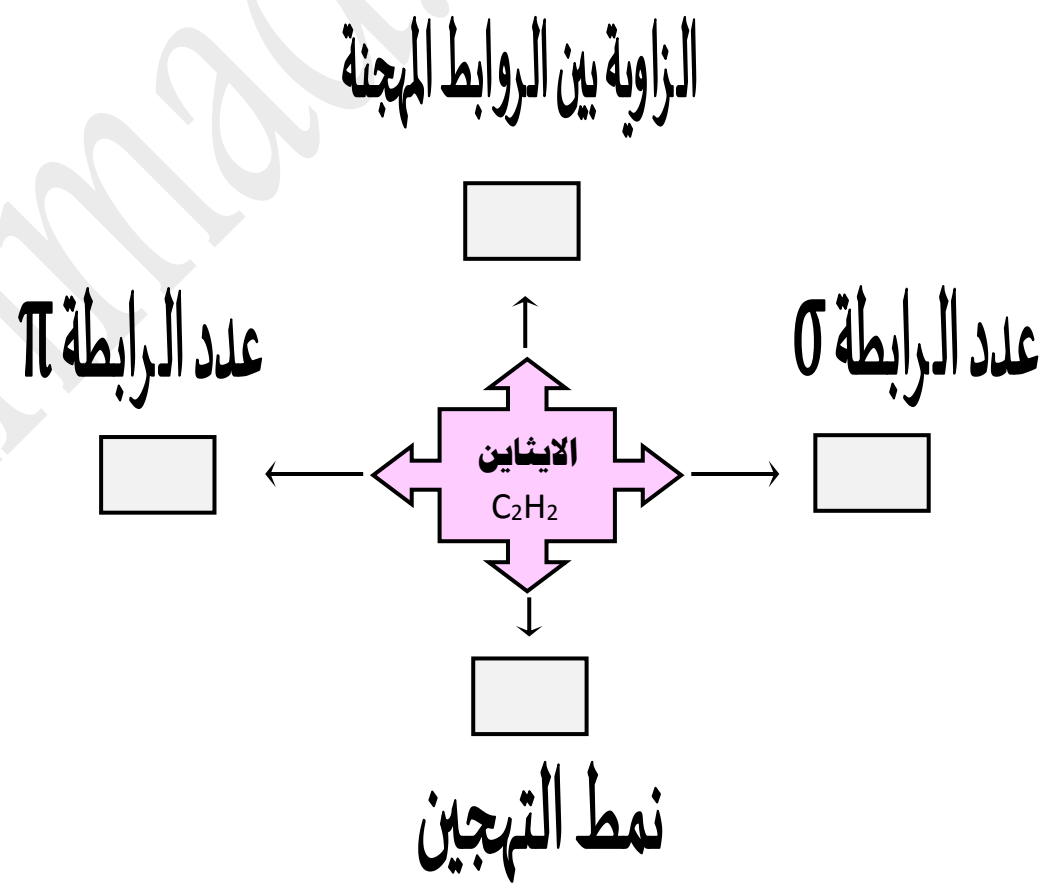 الزاوية بين الروابط المهجنة
عدد الرابطة σ
عدد الرابطة π
الايثاين
C₂H₂
نمط التهجين